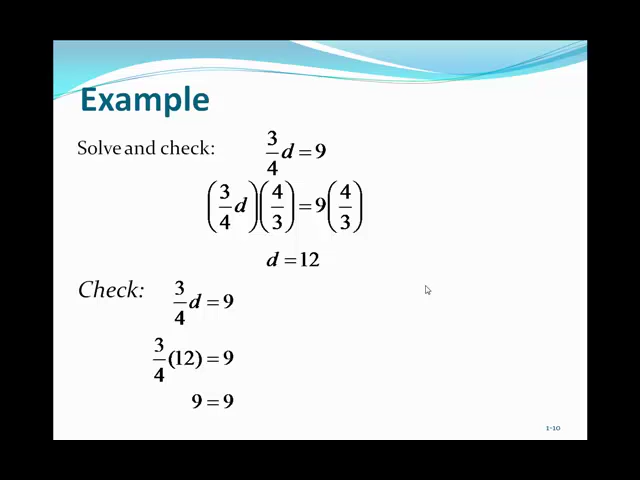 Example
Solve and check: 3/4 d = 9
(3/4 d)(4/3) = 9(4/3)
d = 12
Check: 3/4 d = 9
3/4 (12) = 9
9 = 9
1-10